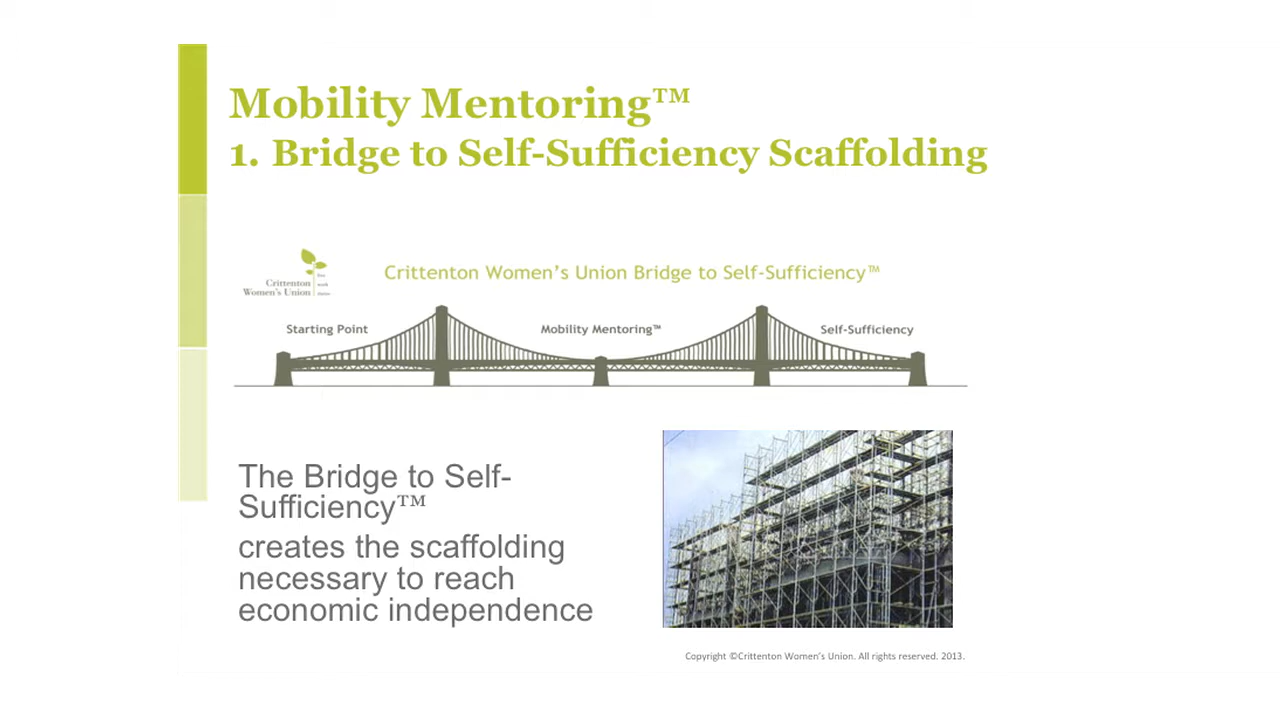 Mobility Mentoring™
1. Bridge to Self-Sufficiency Scaffolding
Crittenton
Women's Union
Crittenton Women's Union Bridge to Self-Sufficiency™
Starting Point
Mobility Mentoring™
Self-Sufficiency
The Bridge to Self-
Sufficiency™
creates the scaffolding
necessary to reach
economic independence
Copyright ©Crittenton Women's Union. All rights reserved. 2013.